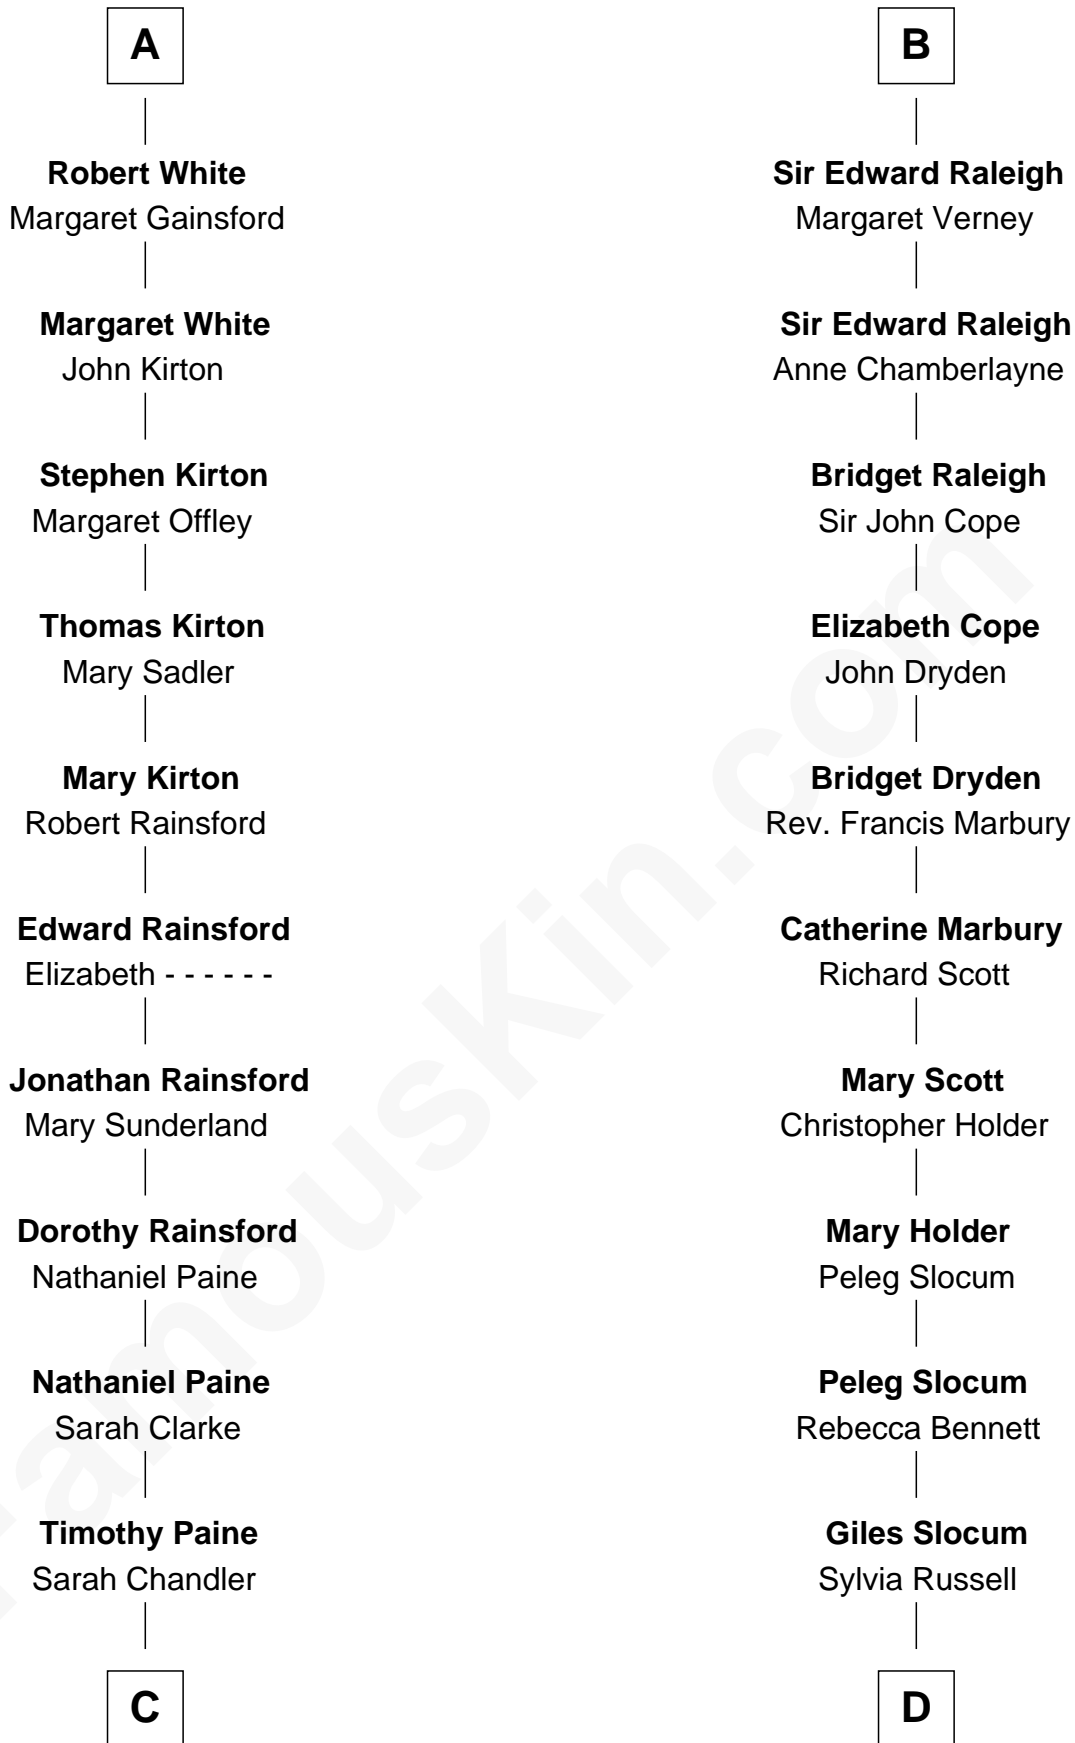 A
Robert White
Margaret Gainsford
Margaret White
John Kirton
Stephen Kirton
Margaret Offley
Thomas Kirton
Mary Sadler
Mary Kirton
Robert Rainsford
Edward Rainsford
Elizabeth - - - - - -
Jonathan Rainsford
Mary Sunderland
Dorothy Rainsford
Nathaniel Paine
Nathaniel Paine
Sarah Clarke
Timothy Paine
Sarah Chandler
C
B
Sir Edward Raleigh
Margaret Verney
Sir Edward Raleigh
Anne Chamberlayne
Bridget Raleigh
Sir John Cope
Elizabeth Cope
John Dryden
Bridget Dryden
Rev. Francis Marbury
Catherine Marbury
Richard Scott
Mary Scott
Christopher Holder
Mary Holder
Peleg Slocum
Peleg Slocum
Rebecca Bennett
Giles Slocum
Sylvia Russell
D
FamousKin.com